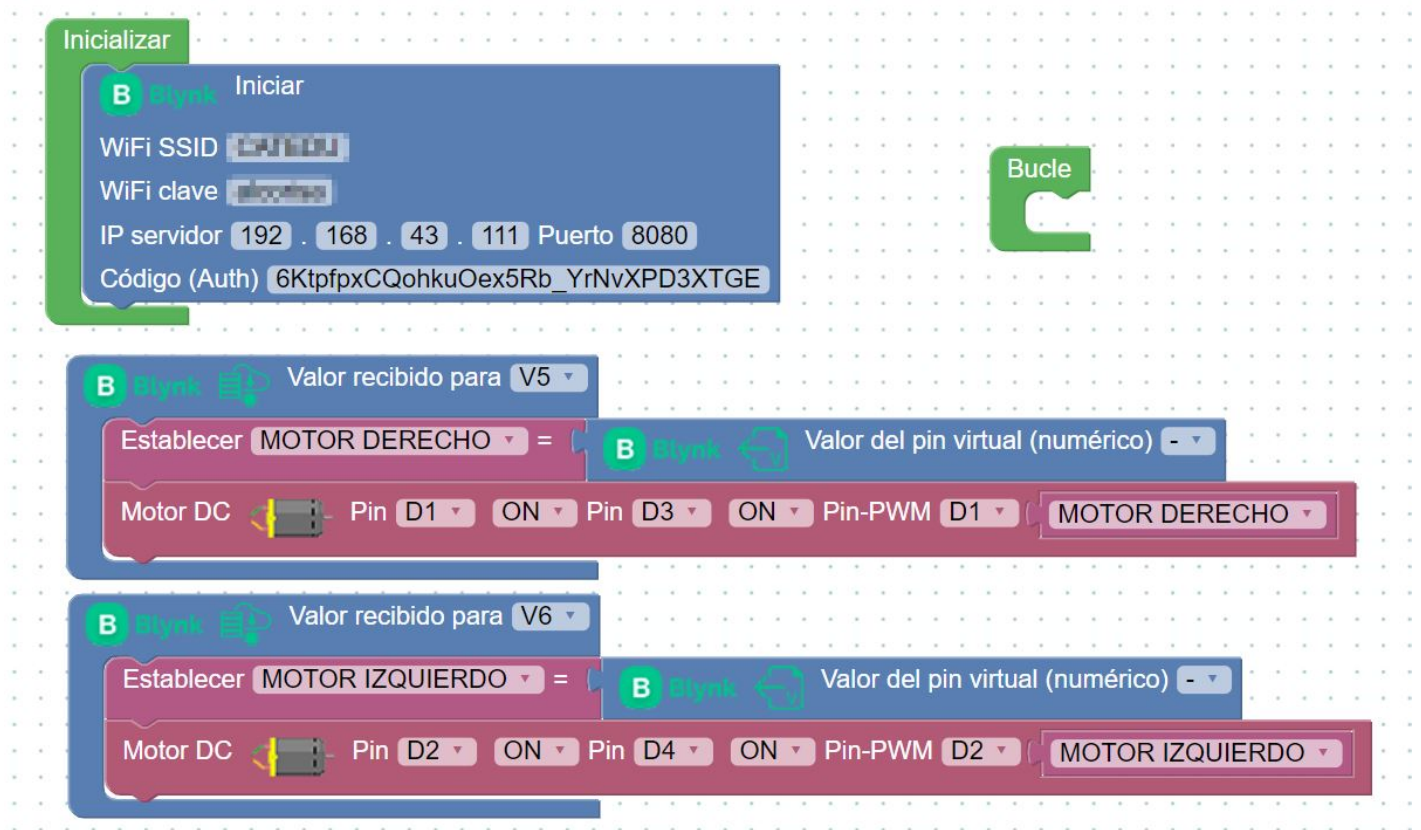 Inicializar
B Blynk Iniciar
WiFi SSID
WiFi clave
IP servidor 192 . 168 . 43 . 111 Puerto 8080
Código (Auth) 6KtpfpxCQohkuOex5Rb_YrNvXPD3XTGE
Bucle
B Blynk Valor recibido para V5
Establecer MOTOR DERECHO = B Blynk V Valor del pin virtual (numérico) -
Motor DC Pin D1 ON Pin D3 ON Pin-PWM D1 MOTOR DERECHO
B Blynk Valor recibido para V6
Establecer MOTOR IZQUIERDO = B Blynk V Valor del pin virtual (numérico) -
Motor DC Pin D2 ON Pin D4 ON Pin-PWM D2 MOTOR IZQUIERDO